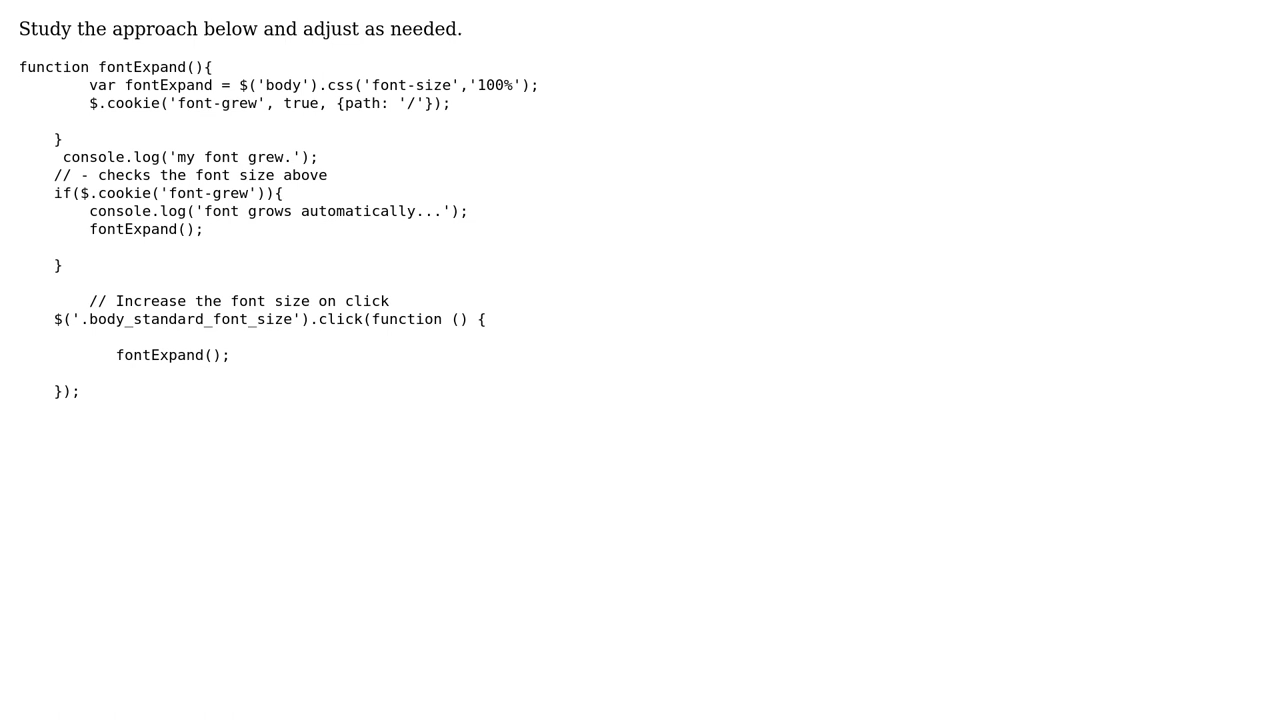 Study the approach below and adjust as needed.
function fontExpand(){
        var fontExpand = $('body').css('font-size','100%');
        $.cookie('font-grew', true, {path: '/'});

    }
     console.log('my font grew.');
    // - checks the font size above
    if($.cookie('font-grew')){
        console.log('font grows automatically...');
        fontExpand();

    }

        // Increase the font size on click
    $('.body_standard_font_size').click(function () {

           fontExpand();

    });